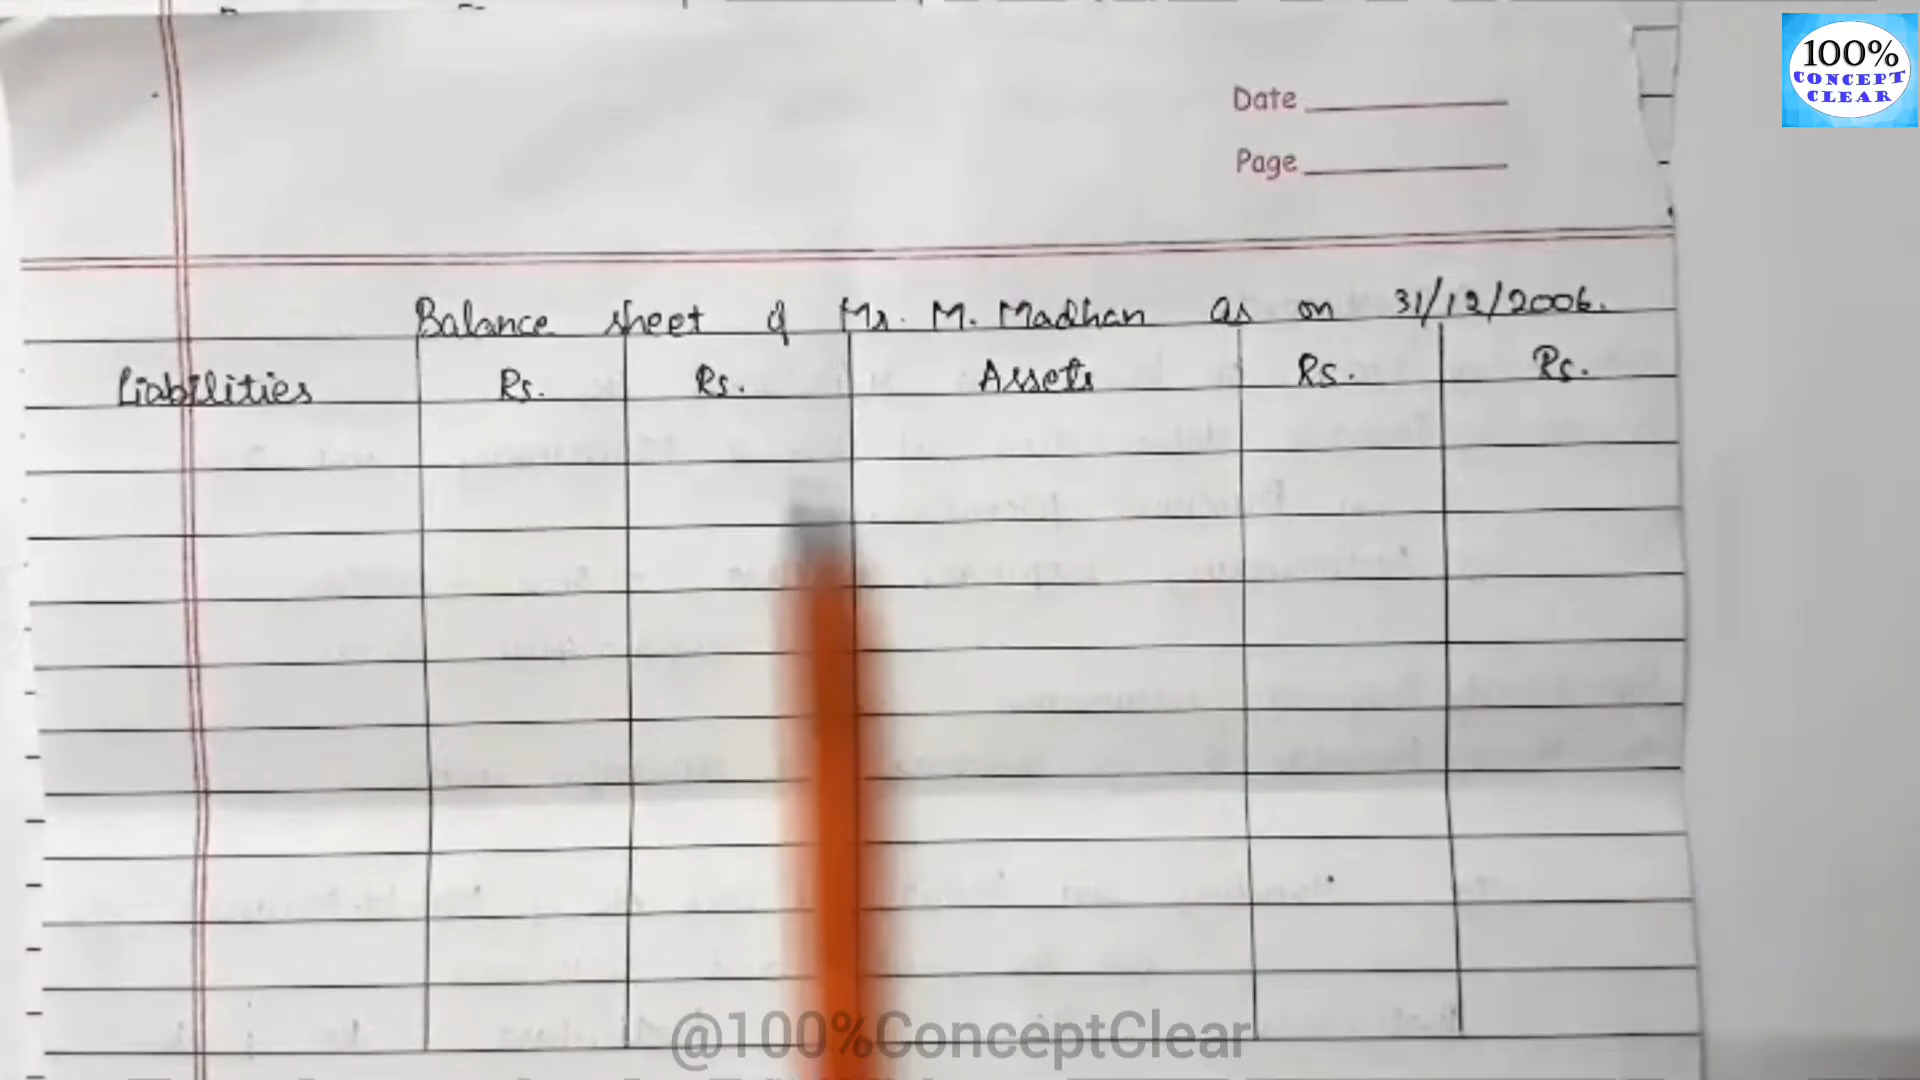 100%
CONCEPT
CLEAR
Date
Page
Balance sheet of Mr. M. Madhan as on 31/12/2006.
Liabilities Rs. Rs. Assets Rs. Rs.
@100%ConceptClear